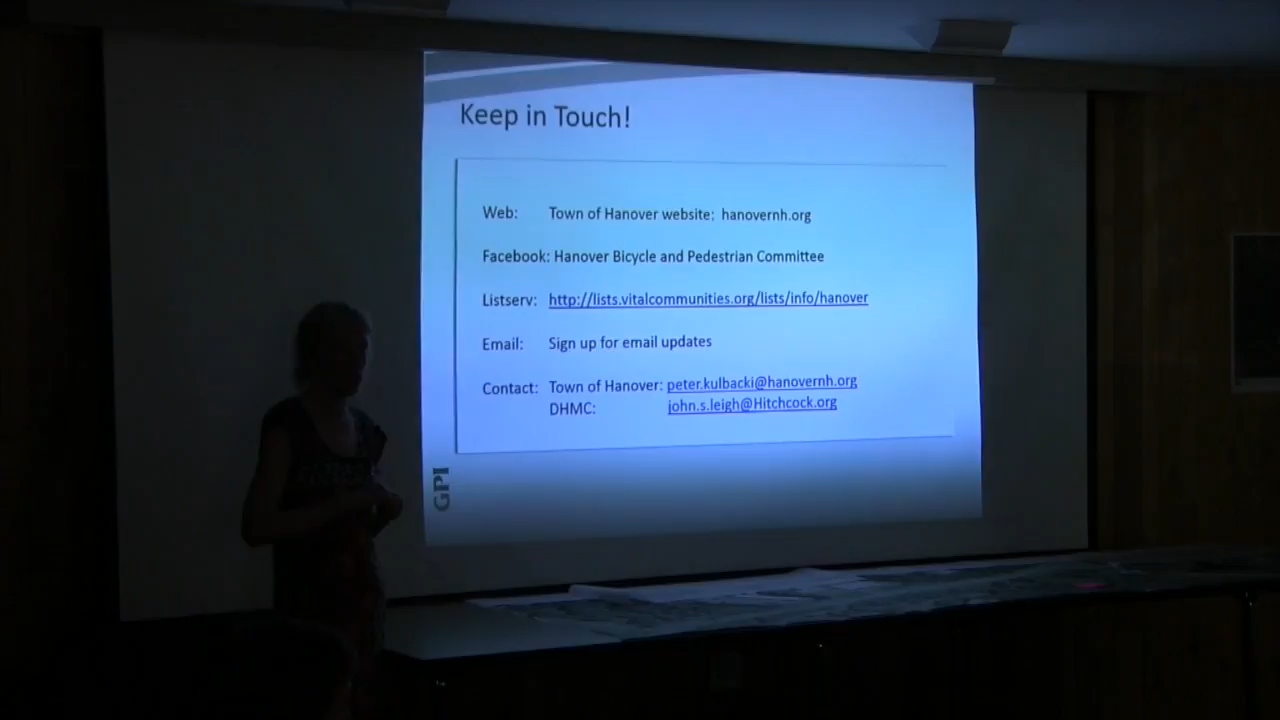 Keep in Touch!
Web: Town of Hanover website: hanovernh.org
Facebook: Hanover Bicycle and Pedestrian Committee
Listserv: http://lists.vitalcommunities.org/lists/info/hanover
Email: Sign up for email updates
Contact: Town of Hanover: peter.kulbacki@hanovernh.org
DHMC: john.s.leigh@Hitchcock.org
GPI